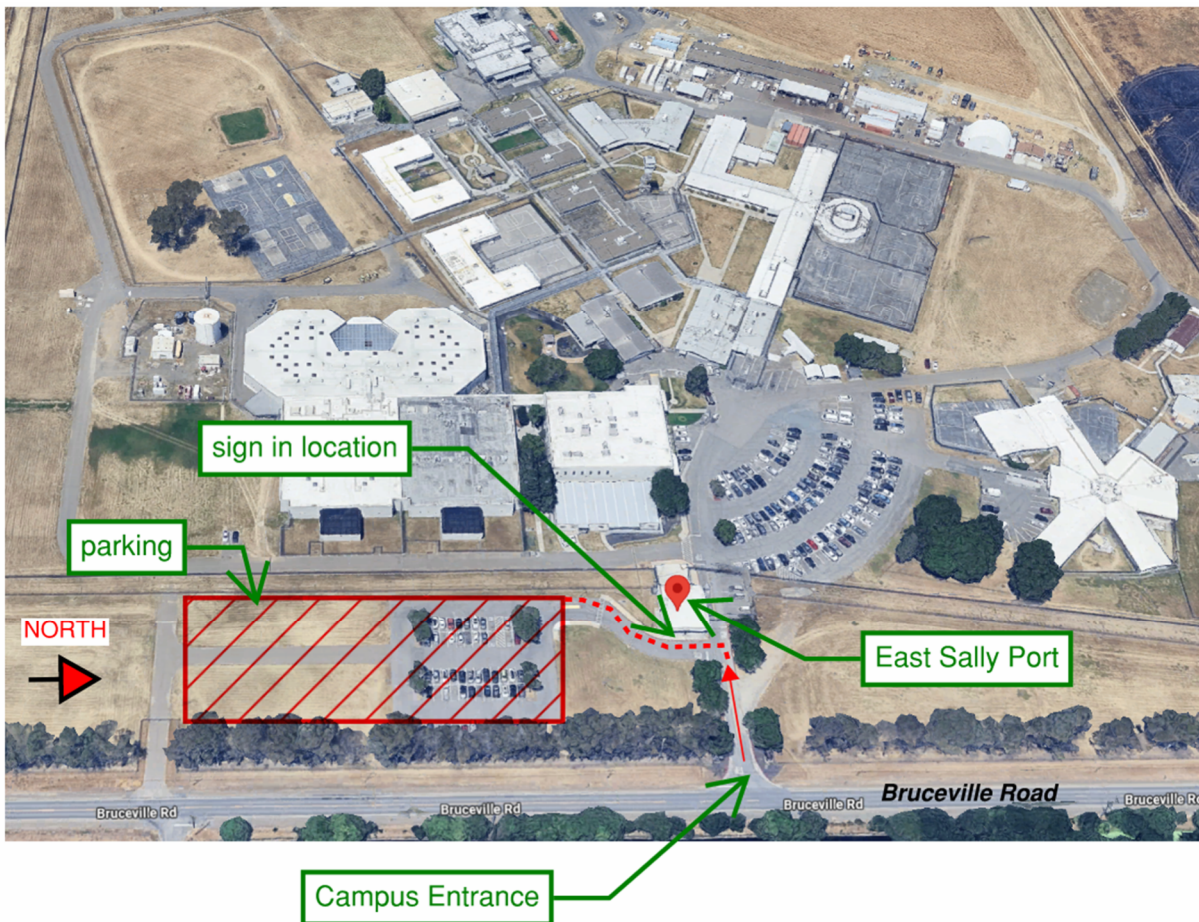 sign in location
parking
NORTH
East Sally Port
Bruceville Road
Bruceville Rd
Bruceville Rd
Bruceville Rd
Bruceville Rd
Campus Entrance